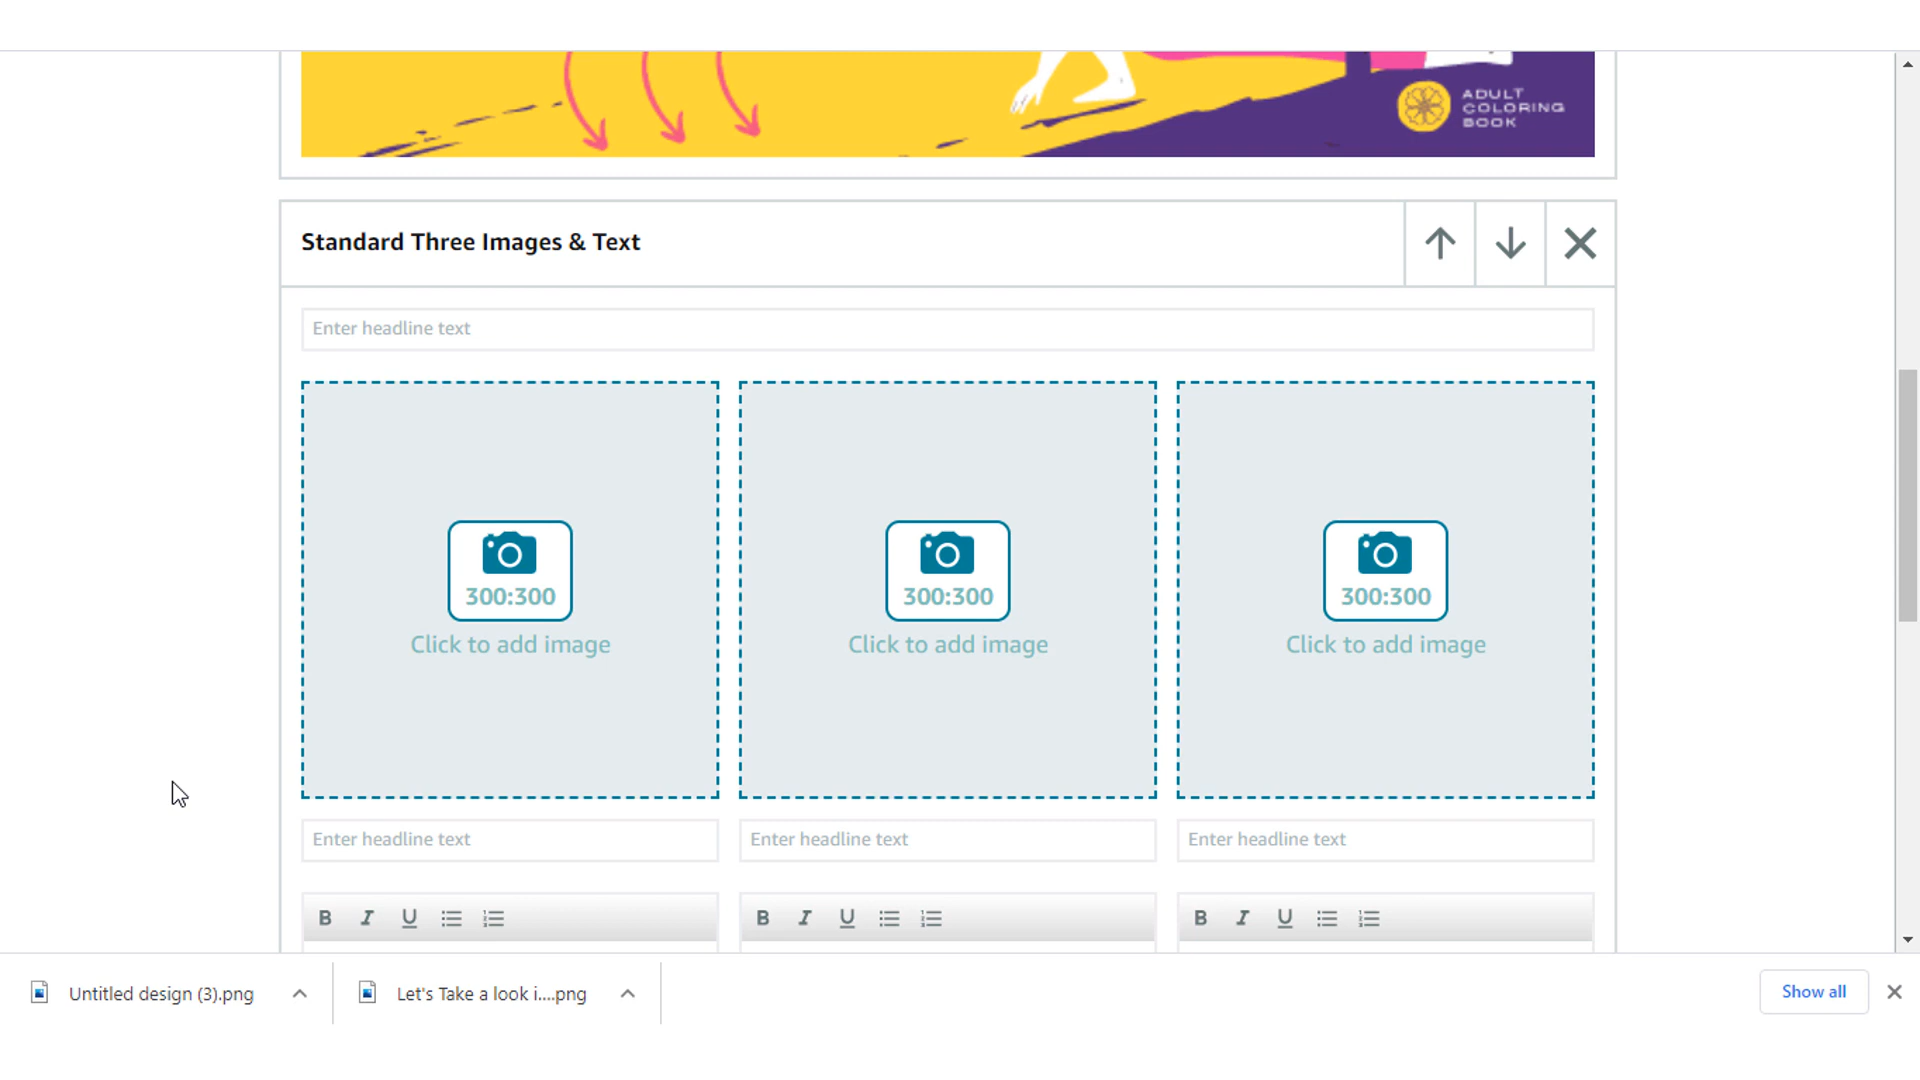 ADULT
COLORING
BOOK
Standard Three Images & Text
Enter headline text
300:300 300:300 300:300
Click to add image Click to add image Click to add image
Enter headline text Enter headline text Enter headline text
B I U B I U B I U
Untitled design (3).png Let's Take a look i....png Show all